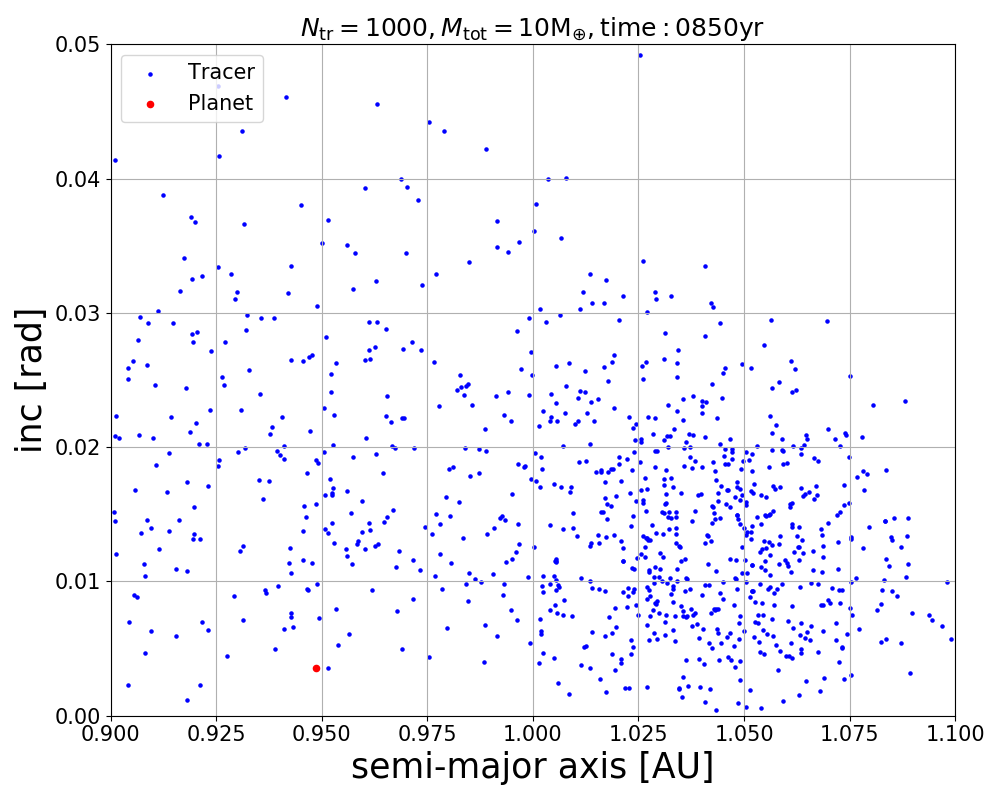 N_tr = 1000, M_tot = 10M_⊕, time : 0850yr
Tracer
Planet
0.05
0.04
0.03
0.02
0.01
0.00
inc [rad]
0.900 0.925 0.950 0.975 1.000 1.025 1.050 1.075 1.100
semi-major axis [AU]